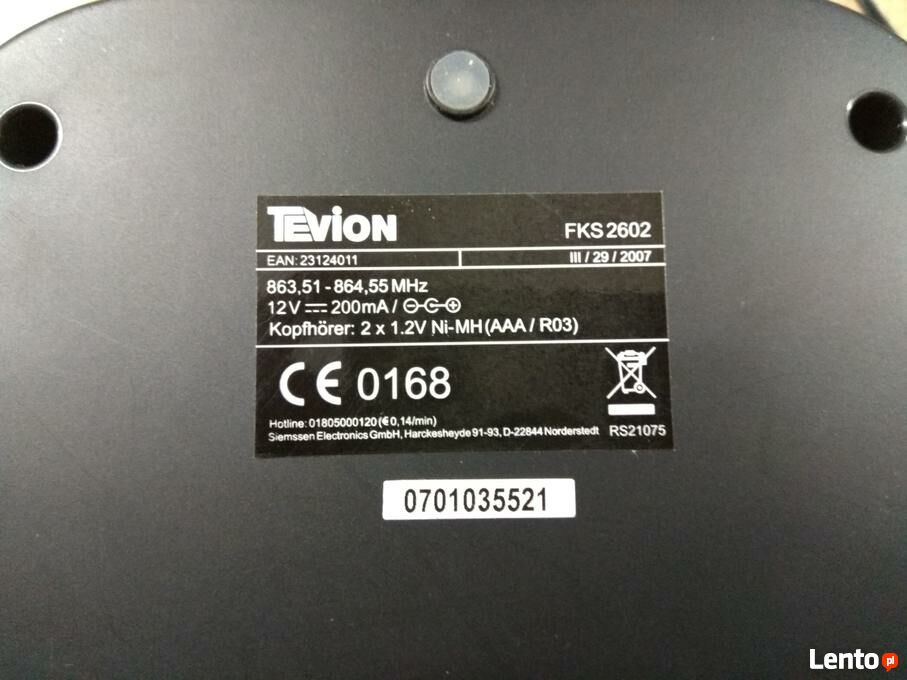 TEVION
FKS 2602
EAN: 23124011
III / 29 / 2007
863,51 - 864,55 MHz
12V 200mA /
Kopfhörer: 2 x 1.2V Ni-MH (AAA / R03)
CE 0168
Hotline: 01805000120 (€ 0,14/min)
Siemssen Electronics GmbH, Harckesheyde 91-93, D-22844 Norderstedt
RS21075
0701035521
Lento pl